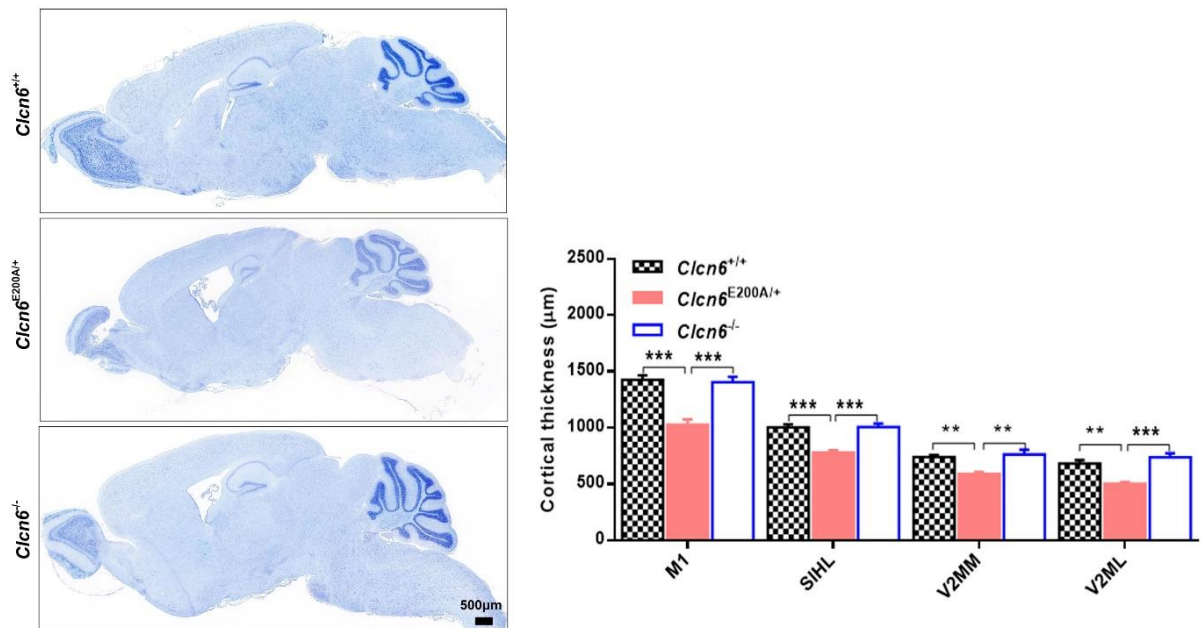 Clcn6+/+
Clcn6E200A/+
Clcn6-/-
500µm
Cortical thickness (µm)
2500
2000
1500
1000
500
0
Clcn6+/+
Clcn6E200A/+
Clcn6-/-
*** ***
*** ***
** **
** ***
M1
SIHL
V2MM
V2ML